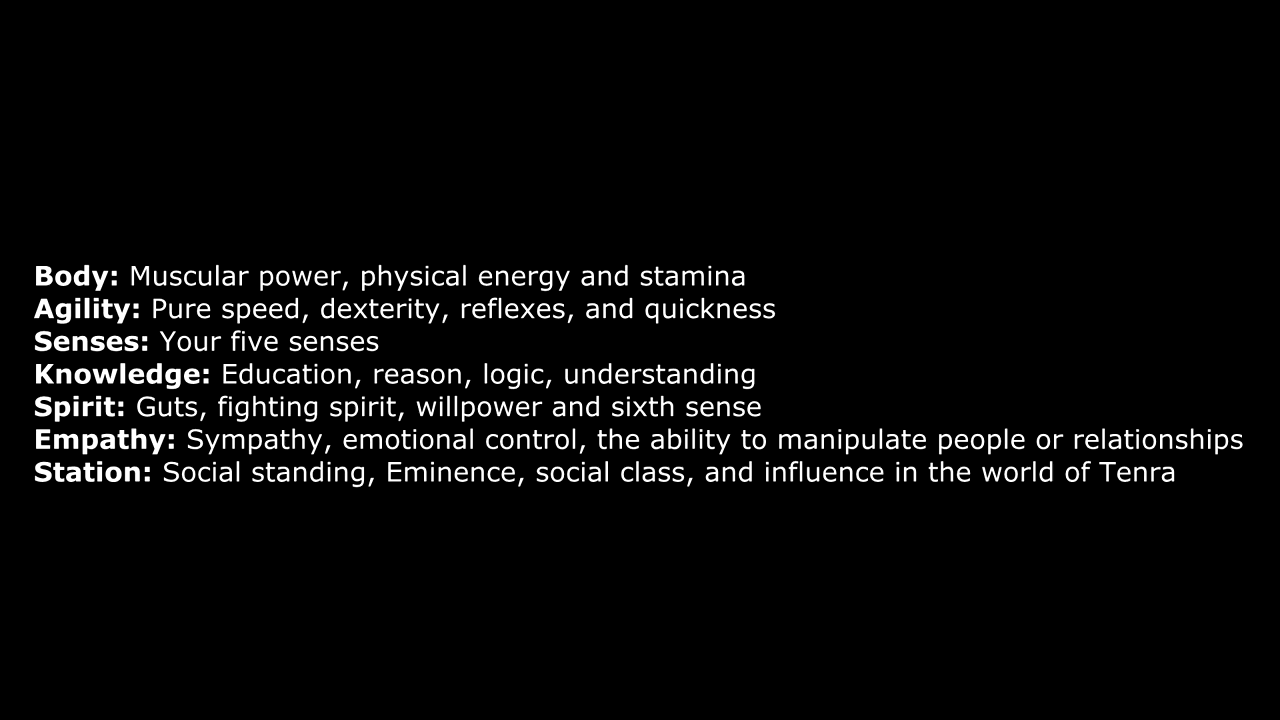 Body: Muscular power, physical energy and stamina
Agility: Pure speed, dexterity, reflexes, and quickness
Senses: Your five senses
Knowledge: Education, reason, logic, understanding
Spirit: Guts, fighting spirit, willpower and sixth sense
Empathy: Sympathy, emotional control, the ability to manipulate people or relationships
Station: Social standing, Eminence, social class, and influence in the world of Tenra